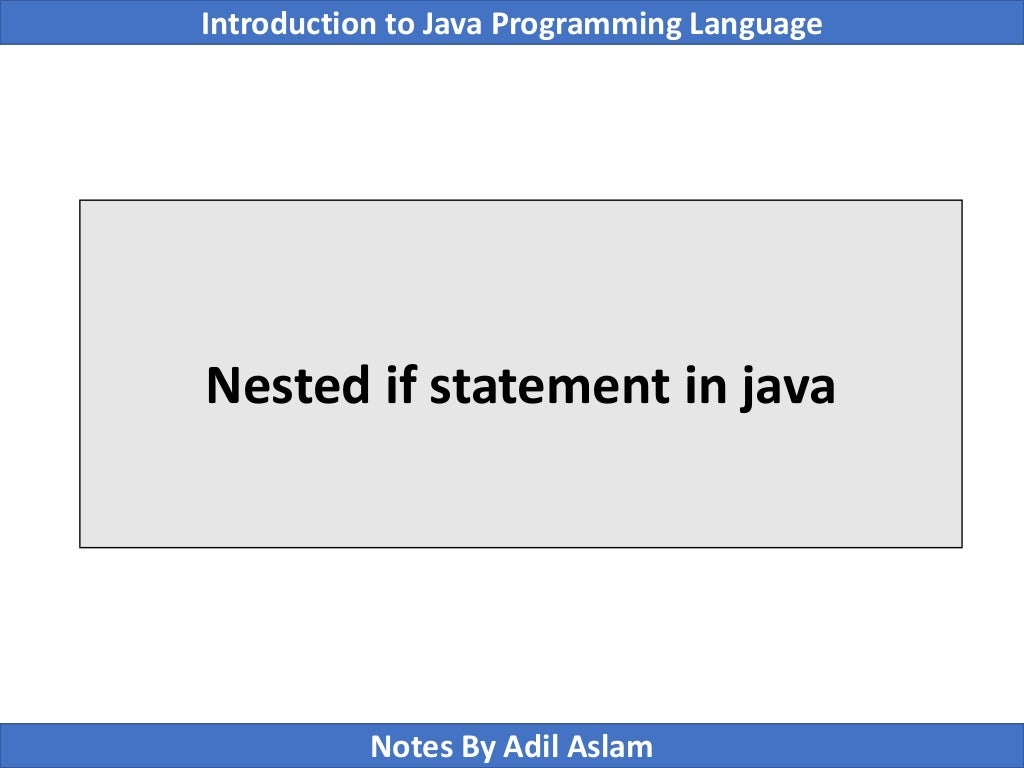 Introduction to Java Programming Language
Nested if statement in java
Notes By Adil Aslam